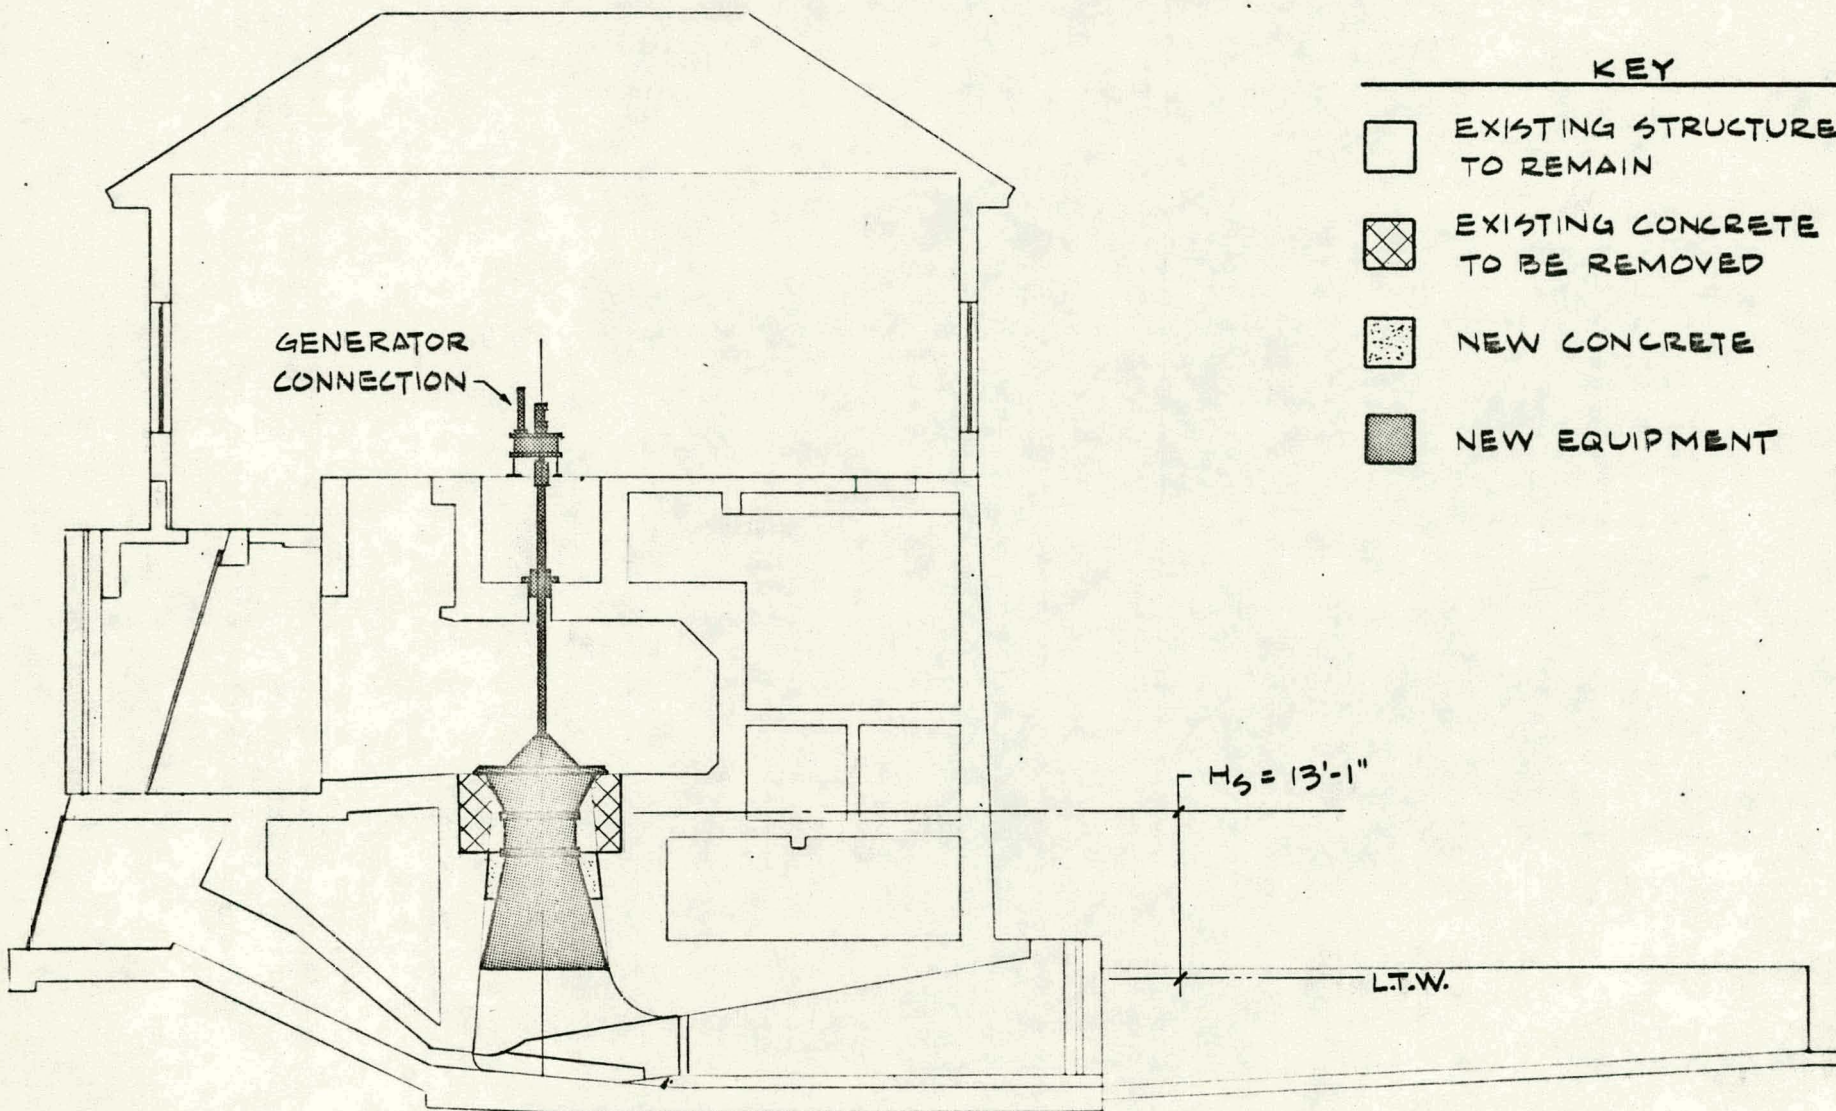 KEY
EXISTING STRUCTURE
TO REMAIN
EXISTING CONCRETE
TO BE REMOVED
NEW CONCRETE
NEW EQUIPMENT
GENERATOR
CONNECTION
Hs = 13'-1"
L.T.W.